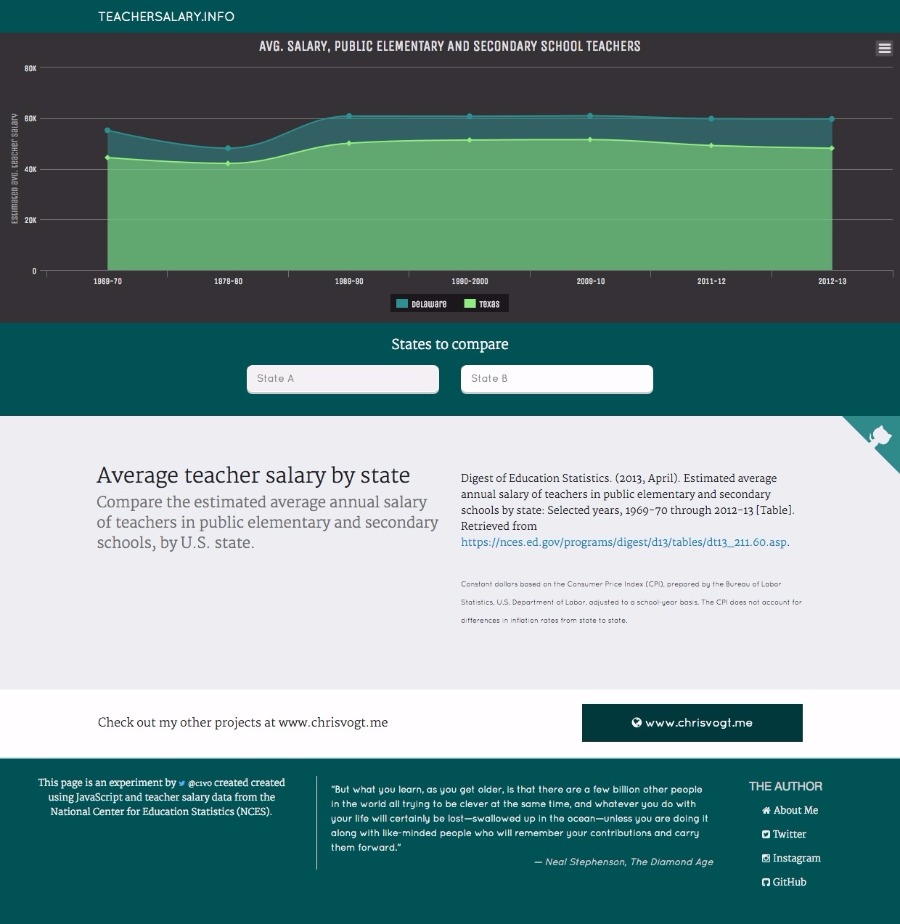 TEACHERSALARY.INFO
AVG. SALARY, PUBLIC ELEMENTARY AND SECONDARY SCHOOL TEACHERS
Estimated avg. teacher salary
80K
60K
40K
20K
0
1969-70
1979-80
1989-90
1990-2000
2009-10
2011-12
2012-13
Delaware
Texas
States to compare
State A
State B
Average teacher salary by state
Compare the estimated average annual salary
of teachers in public elementary and secondary
schools, by U.S. state.
Digest of Education Statistics. (2013, April). Estimated average
annual salary of teachers in public elementary and secondary
schools by state: Selected years, 1969-70 through 2012-13 [Table].
Retrieved from
https://nces.ed.gov/programs/digest/d13/tables/dt13_211.60.asp.
Constant dollars based on the Consumer Price Index (CPI), prepared by the Bureau of Labor
Statistics, U.S. Department of Labor, adjusted to a school-year basis. The CPI does not account for
differences in inflation rates from state to state.
Check out my other projects at www.chrisvogt.me
www.chrisvogt.me
This page is an experiment by @c1v0 created created
using JavaScript and teacher salary data from the
National Center for Education Statistics (NCES).
"But what you learn, as you get older, is that there are a few billion other people
in the world all trying to be clever at the same time, and whatever you do with
your life will certainly be lost—swallowed up in the ocean—unless you are doing it
along with like-minded people who will remember your contributions and carry
them forward."
— Neal Stephenson, The Diamond Age
THE AUTHOR
About Me
Twitter
Instagram
GitHub